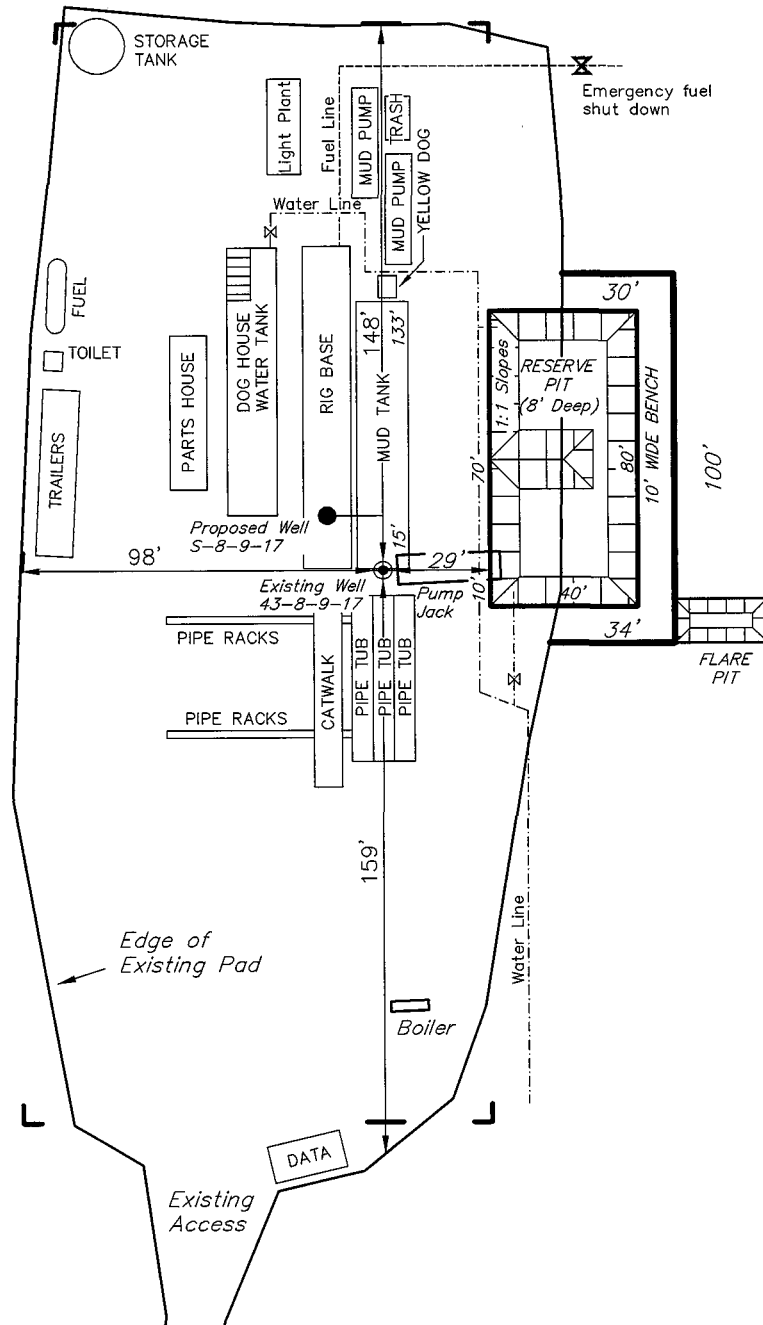 STORAGE
TANK
Light Plant
Fuel Line
MUD PUMP
TRASH
MUD PUMP
YELLOW DOG
Emergency fuel
shut down
Water Line
FUEL
TOILET
TRAILERS
PARTS HOUSE
DOG HOUSE
WATER TANK
RIG BASE
148'
133'
MUD TANK
30'
1:1 Slopes
RESERVE
PIT
(8' Deep)
70'
80'
10' WIDE BENCH
100'
Proposed Well
S-8-9-17
15'
98'
29'
Existing Well
43-8-9-17
Pump
Jack
10'
40'
34'
FLARE
PIT
PIPE RACKS
PIPE RACKS
CATWALK
PIPE TUB
PIPE TUB
PIPE TUB
159'
Edge of
Existing Pad
Water Line
Boiler
DATA
Existing
Access